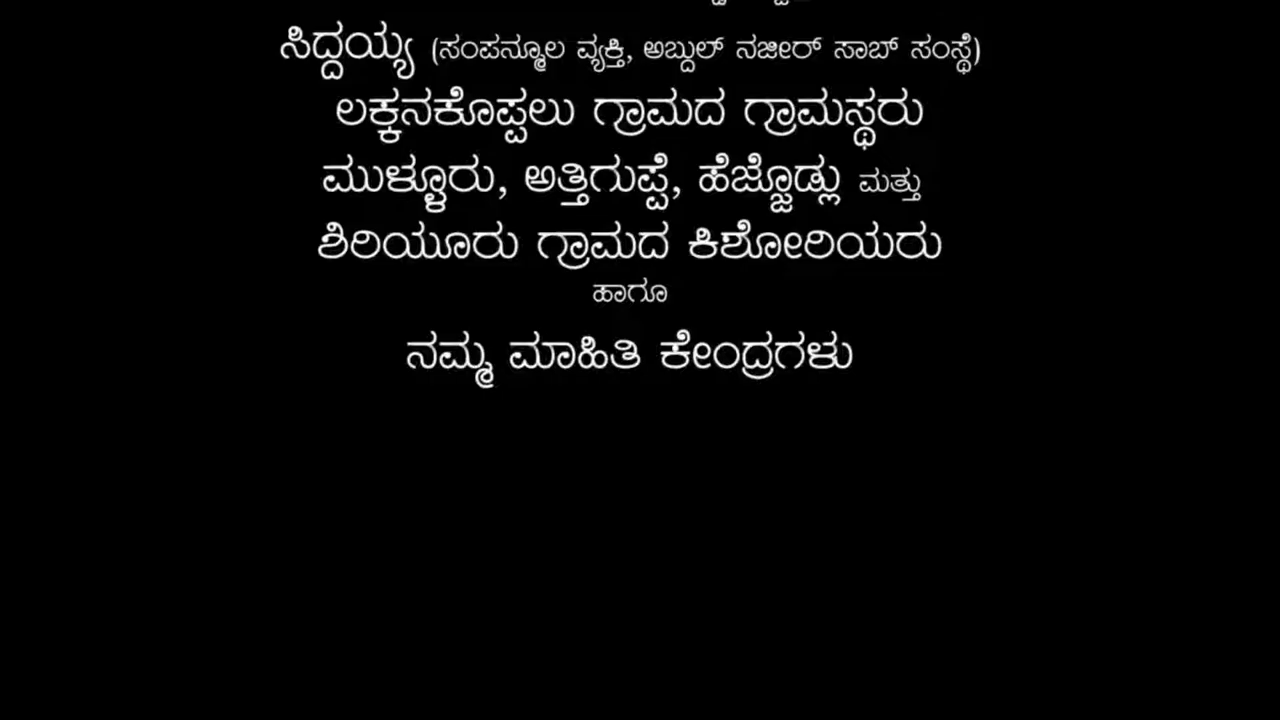 ಸಿದ್ದಯ್ಯ (ಸಂಪನ್ಮೂಲ ವ್ಯಕ್ತಿ, ಅಬ್ದುಲ್ ನಜೀರ್ ಸಾಬ್ ಸಂಸ್ಥೆ)
ಲಕ್ಕನಕೊಪ್ಪಲು ಗ್ರಾಮದ ಗ್ರಾಮಸ್ಥರು
ಮುಳ್ಳೂರು, ಅತ್ತಿಗುಪ್ಪೆ, ಹೆಜ್ಜೊಡ್ಲು ಮತ್ತು
ಶಿರಿಯೂರು ಗ್ರಾಮದ ಕಿಶೋರಿಯರು
ಹಾಗೂ
ನಮ್ಮ ಮಾಹಿತಿ ಕೇಂದ್ರಗಳು